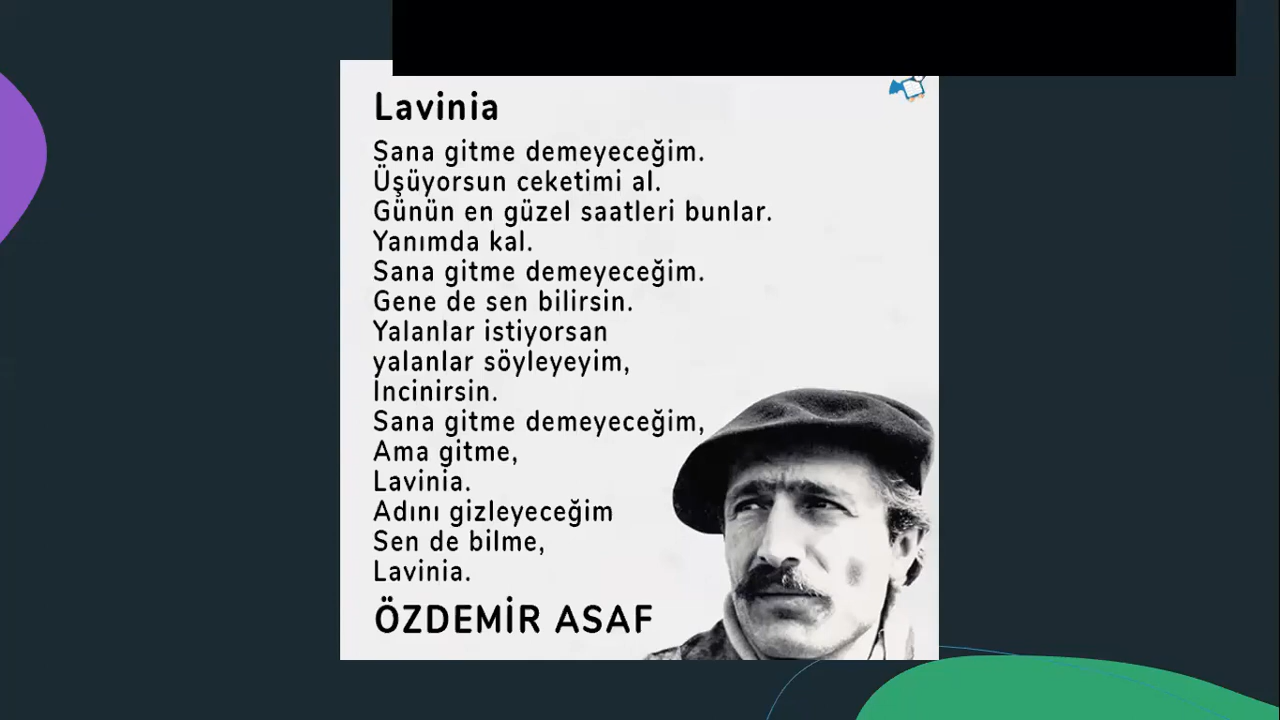 Lavinia
Sana gitme demeyeceğim.
Üşüyorsun ceketimi al.
Günün en güzel saatleri bunlar.
Yanımda kal.
Sana gitme demeyeceğim.
Gene de sen bilirsin.
Yalanlar istiyorsan
yalanlar söyleyeyim,
İncinirsin.
Sana gitme demeyeceğim,
Ama gitme,
Lavinia.
Adını gizleyeceğim
Sen de bilme,
Lavinia.
ÖZDEMİR ASAF